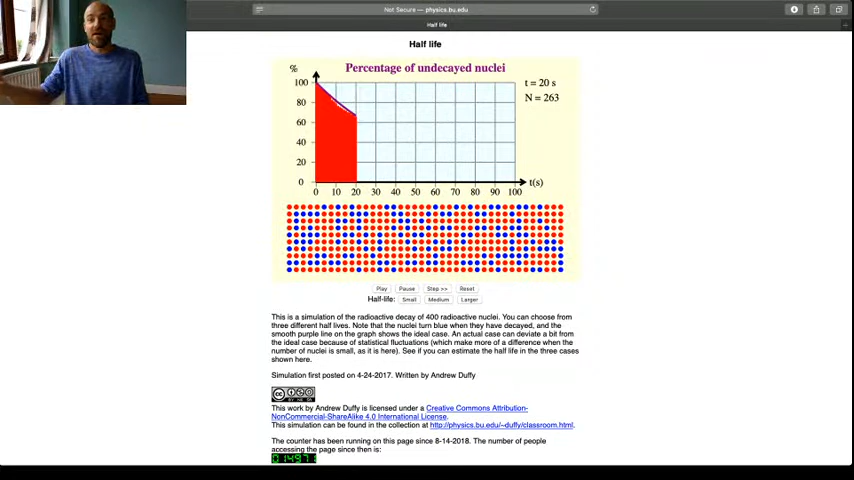 Not Secure — physics.bu.edu
Half life
Half life
Percentage of undecayed nuclei
%
100
80
60
40
20
0
0 10 20 30 40 50 60 70 80 90 100
t(s)
t = 20 s
N = 263
Play Pause Step >> Reset
Half-life: Small Medium Larger
This is a simulation of the radioactive decay of 400 radioactive nuclei. You can choose from
three different half lives. Note that the nuclei turn blue when they have decayed, and the
smooth purple line on the graph shows the ideal case. An actual case can deviate a bit from
the ideal case because of statistical fluctuations (which make more of a difference when the
number of nuclei is small, as it is here). See if you can estimate the half life in the three cases
shown here.
Simulation first posted on 4-24-2017. Written by Andrew Duffy
This work by Andrew Duffy is licensed under a Creative Commons Attribution-
NonCommercial-ShareAlike 4.0 International License.
This simulation can be found in the collection at http://physics.bu.edu/~duffy/classroom.html.
The counter has been running on this page since 8-14-2018. The number of people
accessing the page since then is:
014971